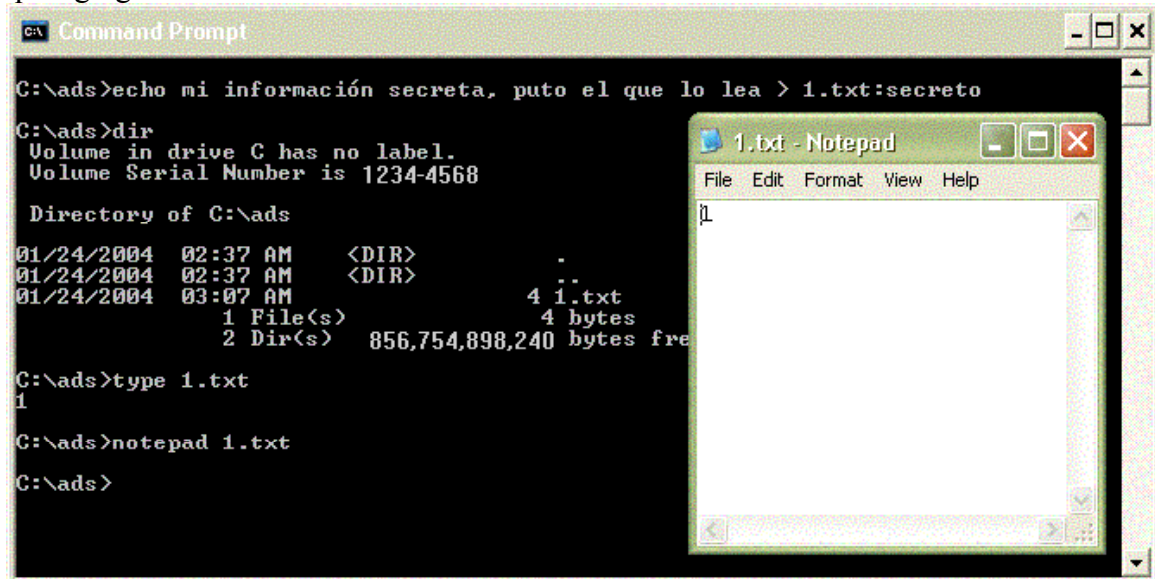 Command Prompt
C:\ads>echo mi información secreta, puto el que lo lea > 1.txt:secreto
C:\ads>dir
Volume in drive C has no label.
Volume Serial Number is 1234-4568
Directory of C:\ads
01/24/2004 02:37 AM <DIR> .
01/24/2004 02:37 AM <DIR> ..
01/24/2004 03:07 AM 4 1.txt
1 File(s) 4 bytes
2 Dir(s) 856,754,898,240 bytes fre
C:\ads>type 1.txt
1
C:\ads>notepad 1.txt
C:\ads>
1.txt - Notepad
File Edit Format View Help
1